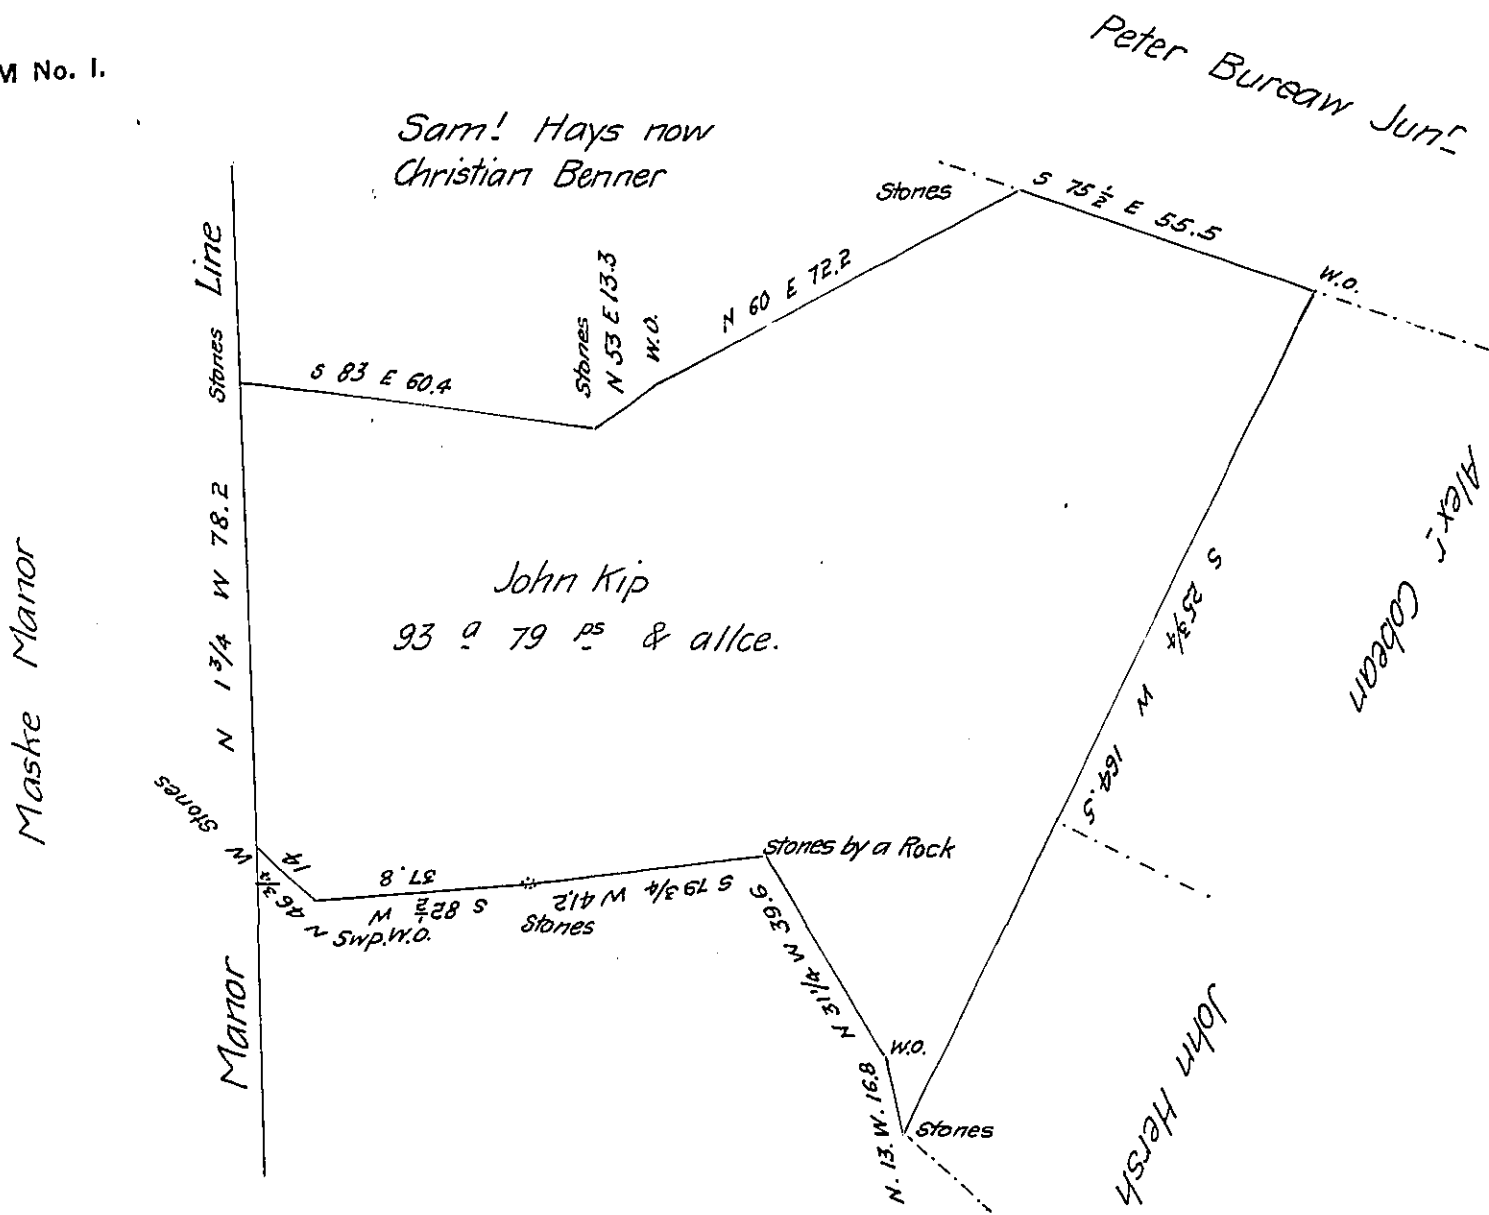 M No. 1.
Peter Bureaw Junr
Saml Hays now
Christian Benner
Stones
S 75 ½ E 55.5
W.O.
Stones Line
Stones
N 53 E 13.3
W.O.
N 60 E 72.2
S 83 E 60.4
N 1 3/4 W 78.2
Alexr Cobean
S 25 3/4 W 164.5
John Kip
93 a 79 ps & allce.
Maske Manor
Stones
N 46 3/4 W 14
S 82 ½ W 37.8
Swp.W.O.
Stones
S 79 3/4 W 41.2
Stones by a Rock
N 31 1/4 W 39.6
W.O.
N. 13. W. 16.8
Stones
Manor
John Hersh